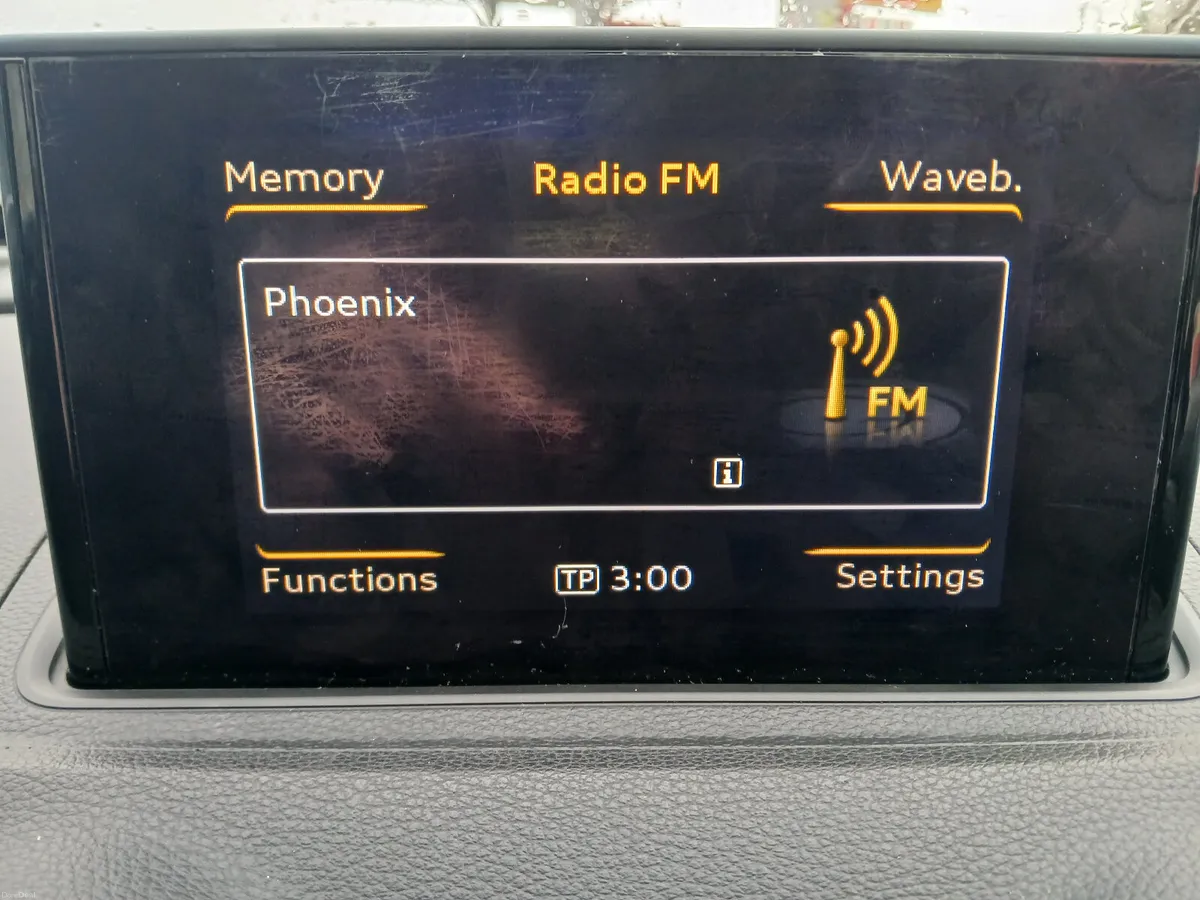 Memory Radio FM Waveb.
Phoenix
FM
i
Functions TP 3:00 Settings